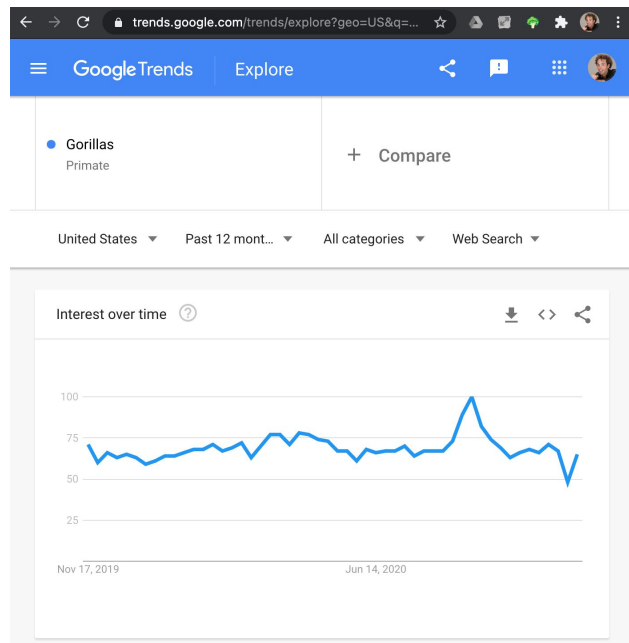 trends.google.com/trends/explore?geo=US&q=...
Google Trends Explore
Gorillas
Primate
+ Compare
United States Past 12 mont... All categories Web Search
Interest over time ?
100
75
50
25
Nov 17, 2019 Jun 14, 2020